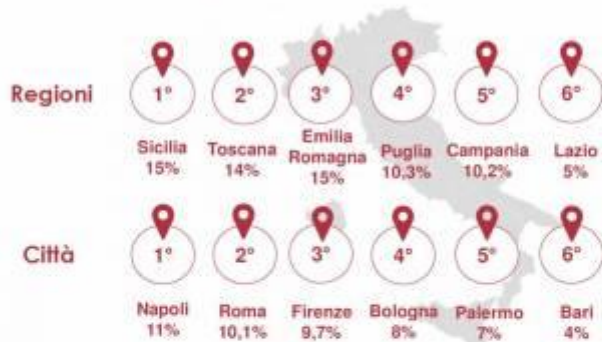 Regioni
1° 2° 3° 4° 5° 6°
Sicilia 15%
Toscana 14%
Emilia Romagna 15%
Puglia 10,3%
Campania 10,2%
Lazio 5%
Città
1° 2° 3° 4° 5° 6°
Napoli 11%
Roma 10,1%
Firenze 9,7%
Bologna 8%
Palermo 7%
Bari 4%